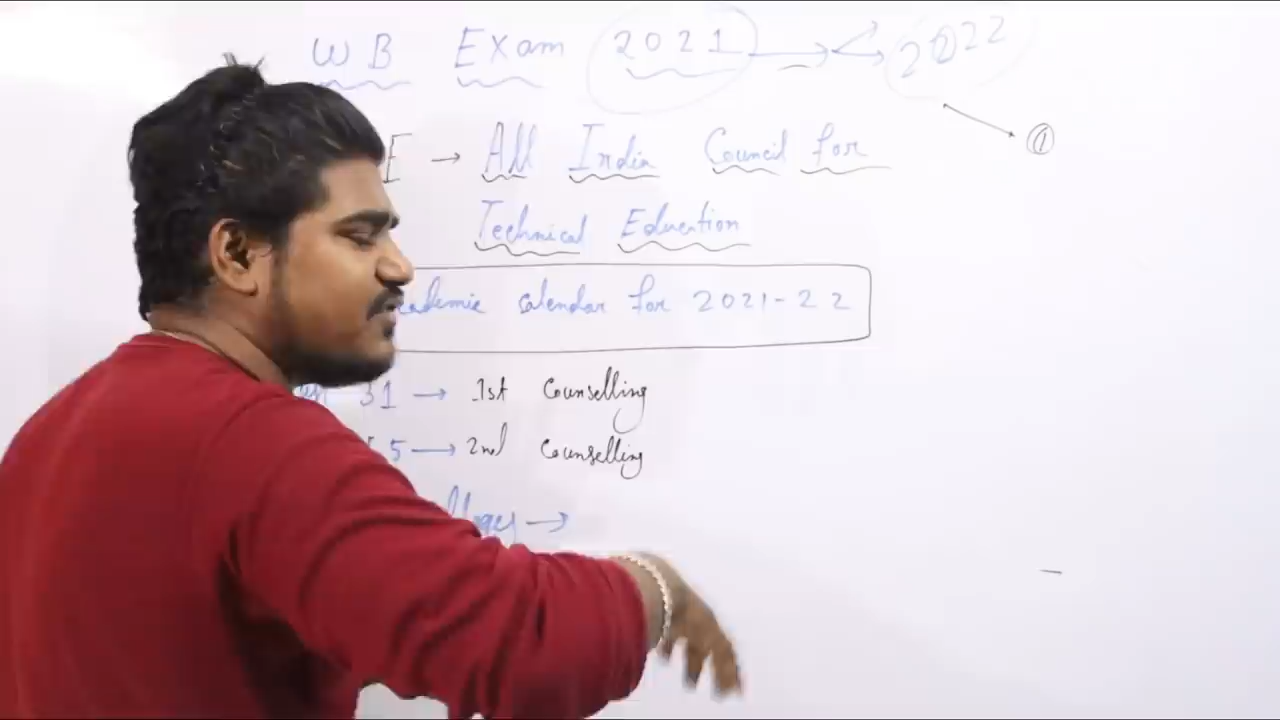 WB Exam 2021 → 2022
①
E → All India Council for
Technical Education
cademic calendar for 2021-22
31 → 1st Counselling
5 → 2nd Counselling
→